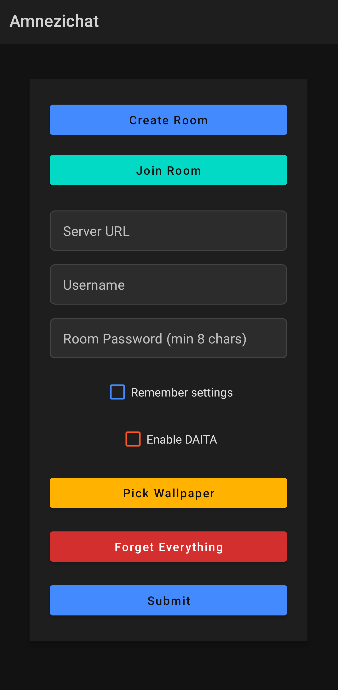 Amnezichat
Create Room
Join Room
Server URL
Username
Room Password (min 8 chars)
Remember settings
Enable DAITA
Pick Wallpaper
Forget Everything
Submit